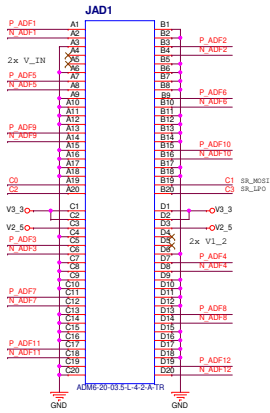 JAD1
A1 B1
P_ADF1 A2 B2
N_ADF1 A3 B3 P_ADF2
A4 B4 N_ADF2
2x V_IN A5 B5
A6 B6
P_ADF5 A7 B7
N_ADF5 A8 B8
A9 B9 P_ADF6
A10 B10 N_ADF6
A11 B11
A12 B12
P_ADF9 A13 B13
N_ADF9 A14 B14
A15 B15 P_ADF10
A16 B16 N_ADF10
A17 B17
A18 B18
C0 A19 B19 C1 SR_MOSI
C2 A20 B20 C3 SR_LPO
V3_3 C1 D1 V3_3
C2 D2
V2_5 C3 D3 V2_5
C4 D4
P_ADF3 C5 D5 2x V1_2
N_ADF3 C6 D6
C7 D7 P_ADF4
C8 D8 N_ADF4
C9 D9
C10 D10
P_ADF7 C11 D11
N_ADF7 C12 D12
C13 D13 P_ADF8
C14 D14 N_ADF8
C15 D15
C16 D16
P_ADF11 C17 D17
N_ADF11 C18 D18
C19 D19 P_ADF12
C20 D20 N_ADF12
ADM6-20-03.5-L-4-2-A-TR
GND GND